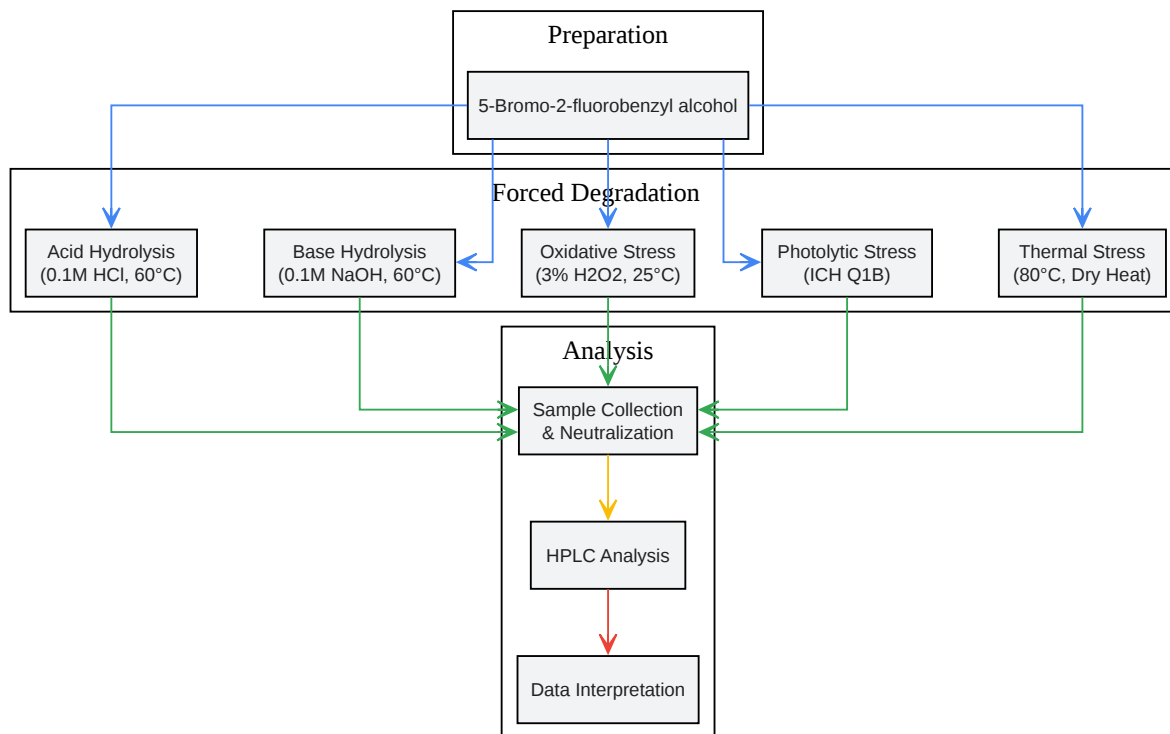 Preparation
5-Bromo-2-fluorobenzyl alcohol
Forced Degradation
Acid Hydrolysis
(0.1M HCl, 60°C)
Base Hydrolysis
(0.1M NaOH, 60°C)
Oxidative Stress
(3% H2O2, 25°C)
Photolytic Stress
(ICH Q1B)
Thermal Stress
(80°C, Dry Heat)
Analysis
Sample Collection
& Neutralization
HPLC Analysis
Data Interpretation